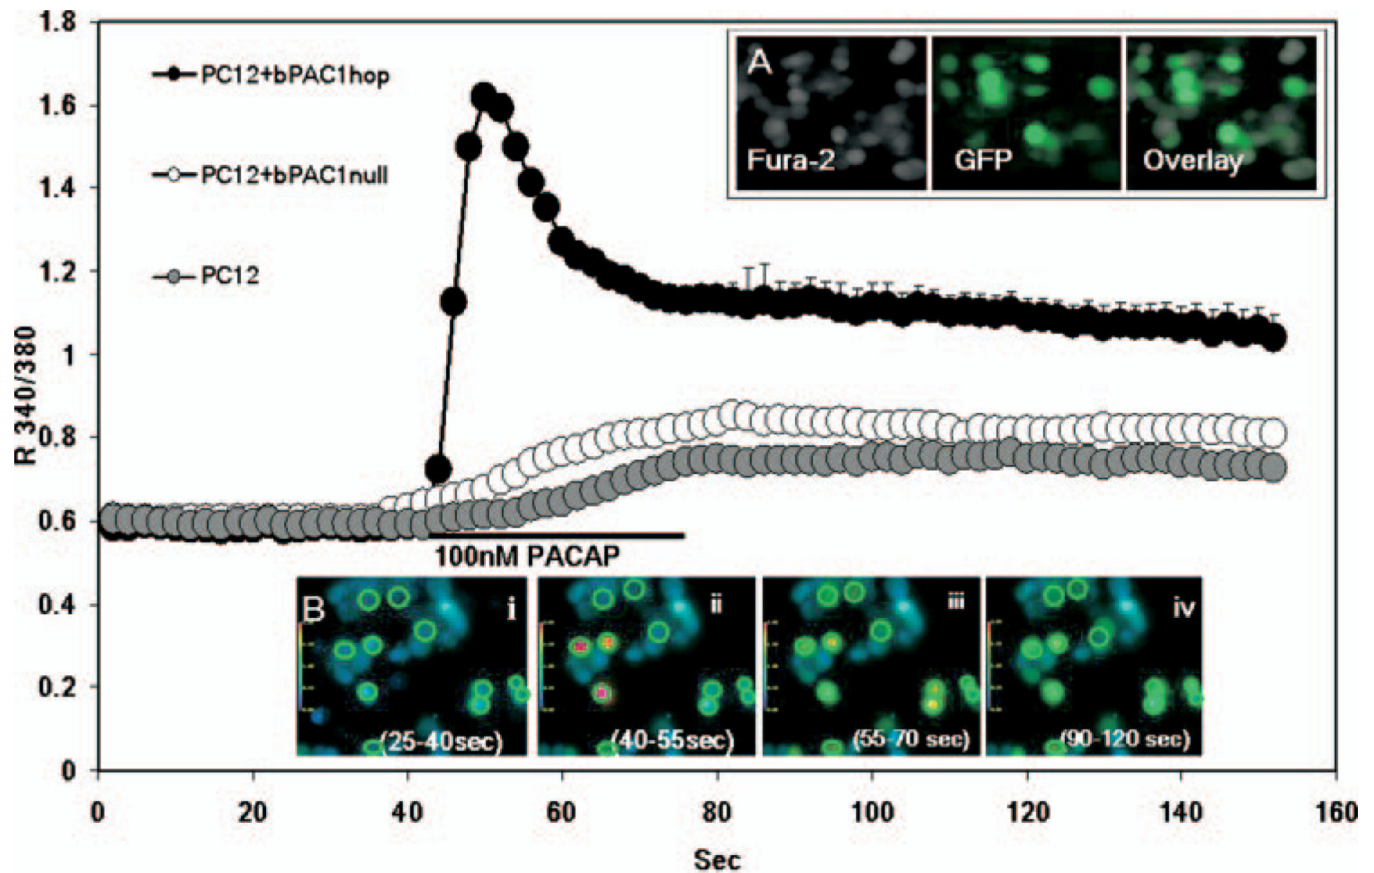 1.8
1.6
1.4
1.2
1
0.8
0.6
0.4
0.2
0
R 340/380
PC12+bPAC1hop
PC12+bPAC1null
PC12
A
Fura-2
GFP
Overlay
100nM PACAP
B
i
ii
iii
iv
(25-40sec)
(40-55sec)
(55-70 sec)
(90-120 sec)
0 20 40 60 80 100 120 140 160
Sec